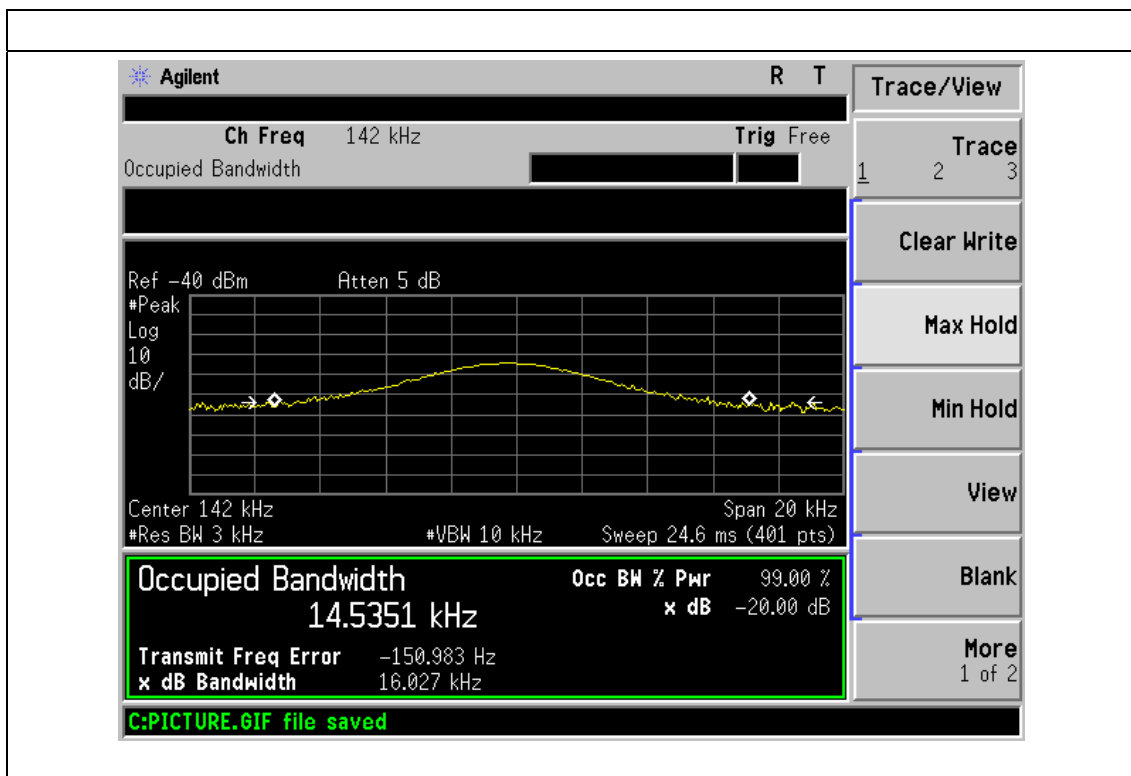 Agilent R T
Trace/View
Ch Freq 142 kHz Trig Free
Occupied Bandwidth
Trace
1 2 3
Clear Write
Ref -40 dBm Atten 5 dB
#Peak
Log
10
dB/
Max Hold
Min Hold
View
Center 142 kHz Span 20 kHz
#Res BW 3 kHz #VBW 10 kHz Sweep 24.6 ms (401 pts)
Occupied Bandwidth
14.5351 kHz
Occ BW % Pwr 99.00 %
x dB -20.00 dB
Transmit Freq Error -150.983 Hz
x dB Bandwidth 16.027 kHz
Blank
More
1 of 2
C:PICTURE.GIF file saved